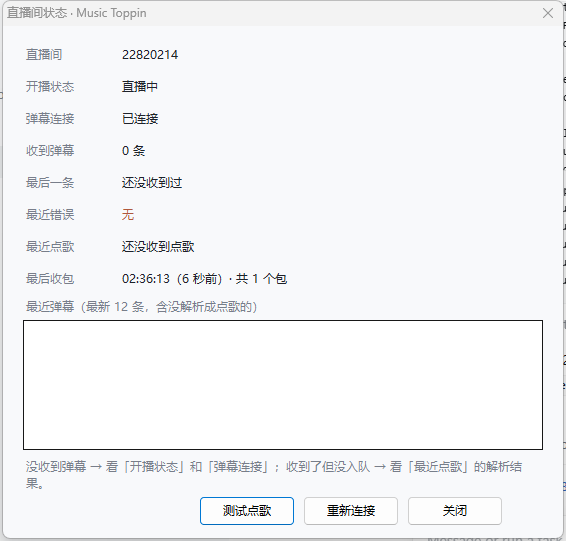 直播间状态 · Music Toppin
直播间 22820214
开播状态 直播中
弹幕连接 已连接
收到弹幕 0 条
最后一条 还没收到过
最近错误 无
最近点歌 还没收到点歌
最后收包 02:36:13（6 秒前）· 共 1 个包
最近弹幕（最新 12 条，含没解析成点歌的）
没收到弹幕 → 看「开播状态」和「弹幕连接」；收到了但没入队 → 看「最近点歌」的解析结
果。
测试点歌 重新连接 关闭